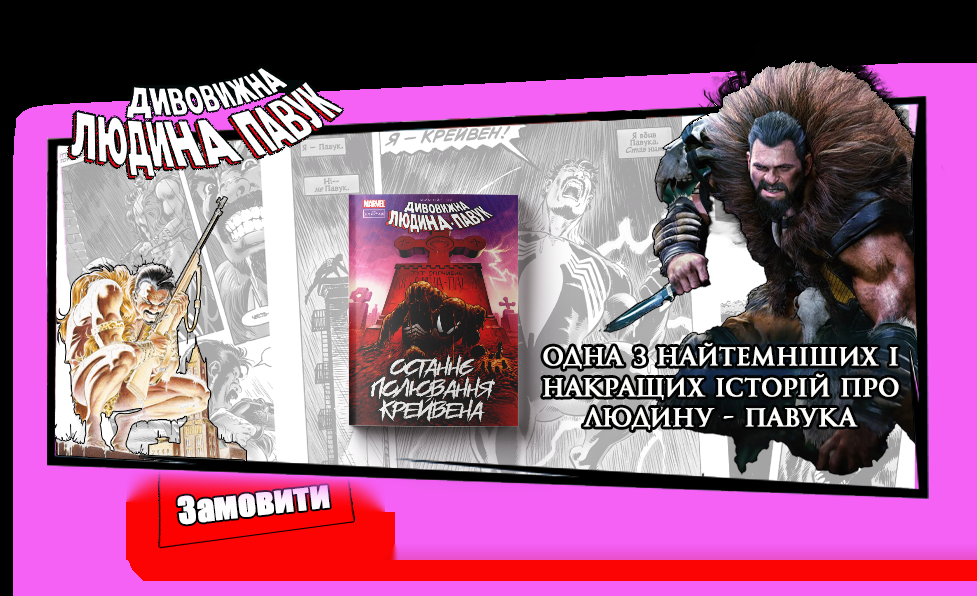 ДИВОВИЖНА
ЛЮДИНА-ПАВУК
Я – Павук.
Ні—
не Павук.
Я – КРЕЙВЕН!
Я вбив
Павука.
MARVEL
ДИВОВИЖНА
ЛЮДИНА-ПАВУК
ОСТАННЄ
ПОЛЮВАННЯ
КРЕЙВЕНА
ОДНА З НАЙТЕМНІШИХ І
НАКРАЩИХ ІСТОРІЙ ПРО
ЛЮДИНУ - ПАВУКА
Замовити